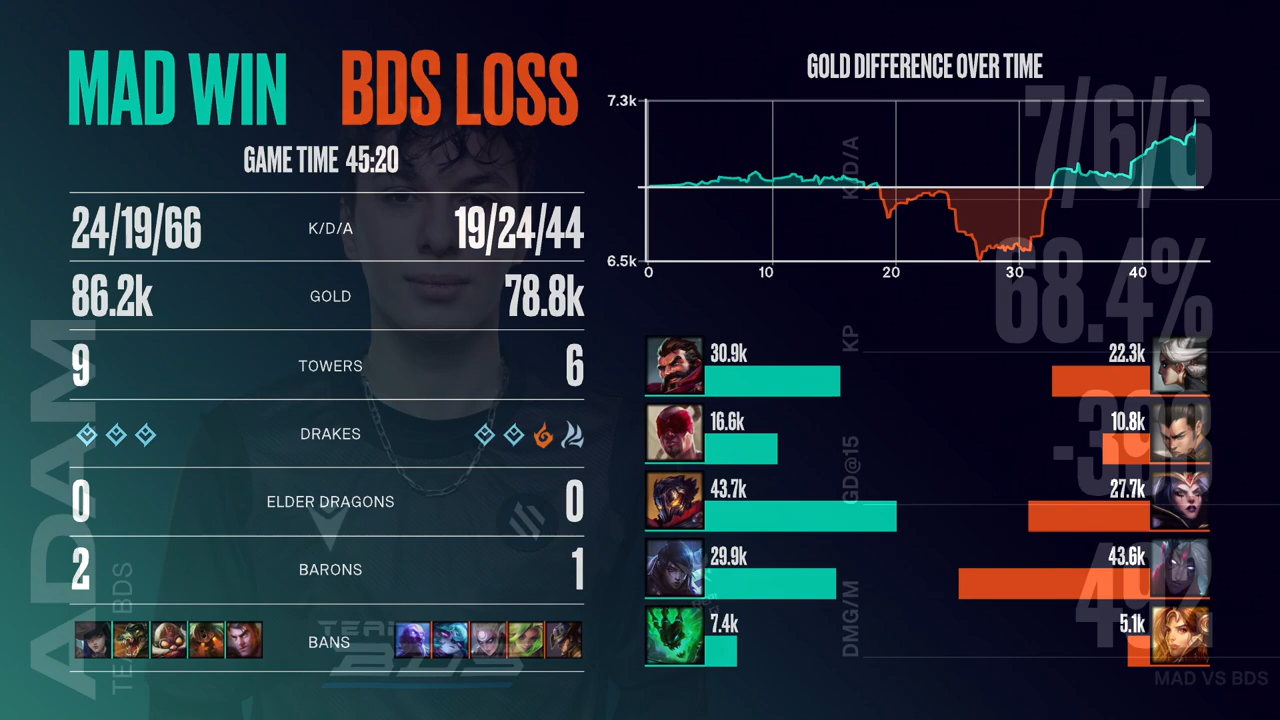 MAD WIN
BDS LOSS
GAME TIME 45:20
24/19/66 K/D/A 19/24/44
86.2k GOLD 78.8k
9 TOWERS 6
DRAKES
0 ELDER DRAGONS 0
2 BARONS 1
BANS
ADAM
TEAM BDS
TEAM
BDS
GOLD DIFFERENCE OVER TIME
7.3k
6.5k
0 10 20 30 40
30.9k 22.3k
16.6k 10.8k
43.7k 27.7k
29.9k 43.6k
7.4k 5.1k
K/D/A
7/6/6
KP
68.4%
GD@15
DMG/M
MAD VS BDS